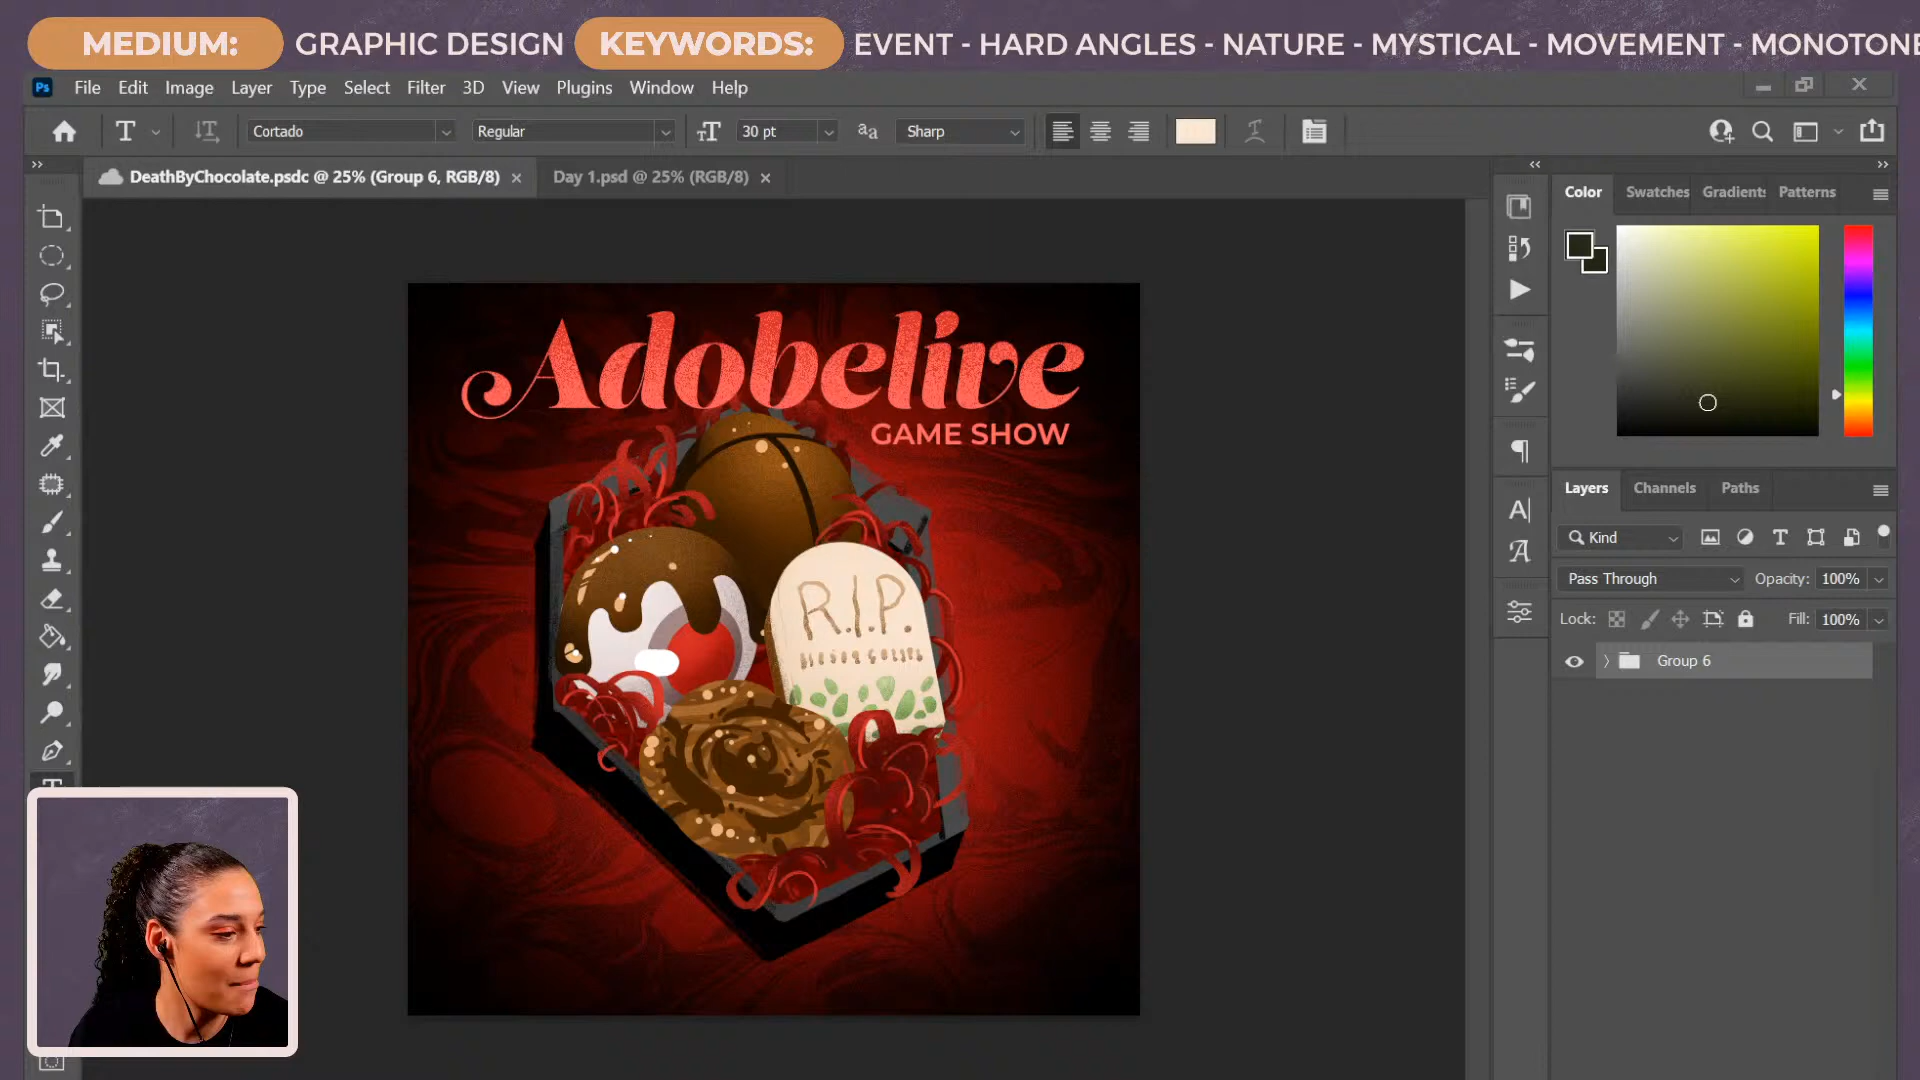 MEDIUM: GRAPHIC DESIGN KEYWORDS: EVENT - HARD ANGLES - NATURE - MYSTICAL - MOVEMENT - MONOTONE
Ps File Edit Image Layer Type Select Filter 3D View Plugins Window Help
Cortado Regular 30 pt Sharp
DeathByChocolate.psdc @ 25% (Group 6, RGB/8) Day 1.psd @ 25% (RGB/8)
Color Swatches Gradients Patterns
Adobelive
GAME SHOW
R.I.P.
Layers Channels Paths
Kind
Pass Through Opacity: 100%
Lock: Fill: 100%
Group 6